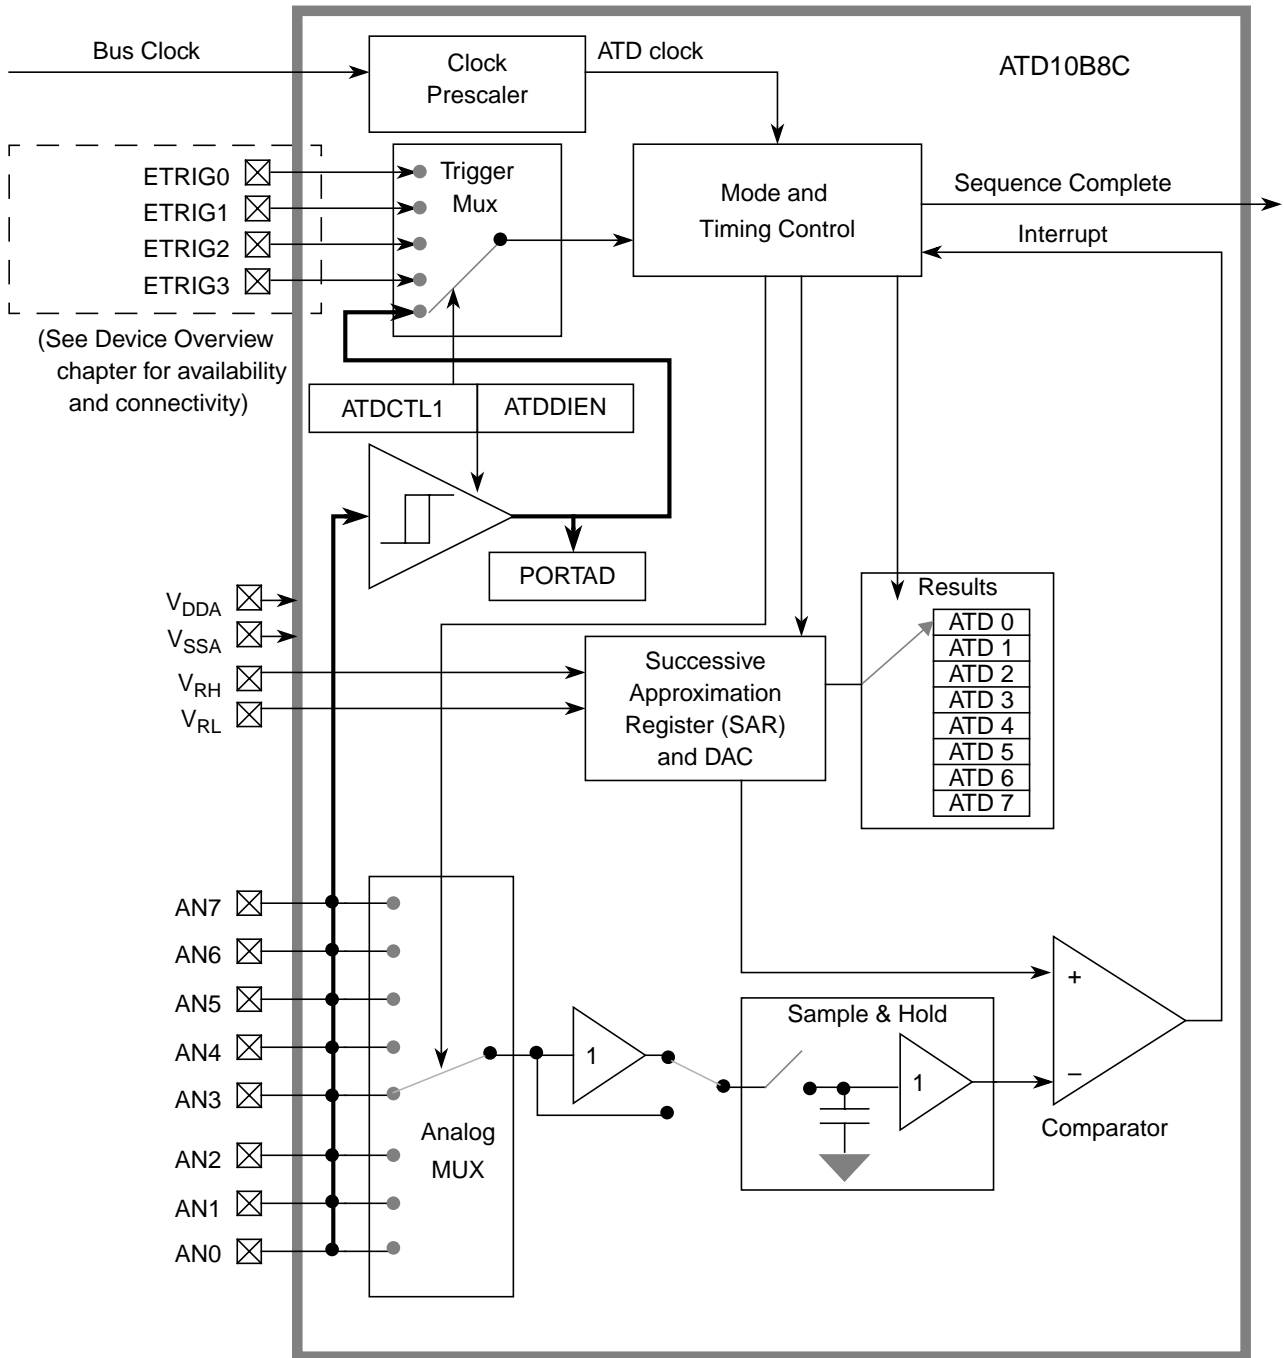 Bus Clock
Clock
Prescaler
ATD clock
ATD10B8C
ETRIG0
ETRIG1
ETRIG2
ETRIG3
(See Device Overview
chapter for availability
and connectivity)
Trigger
Mux
Mode and
Timing Control
Sequence Complete
Interrupt
ATDCTL1
ATDDIEN
PORTAD
VDDA
VSSA
VRH
VRL
Successive
Approximation
Register (SAR)
and DAC
Results
ATD 0
ATD 1
ATD 2
ATD 3
ATD 4
ATD 5
ATD 6
ATD 7
AN7
AN6
AN5
AN4
AN3
AN2
AN1
AN0
Analog
MUX
1
Sample & Hold
1
+
–
Comparator